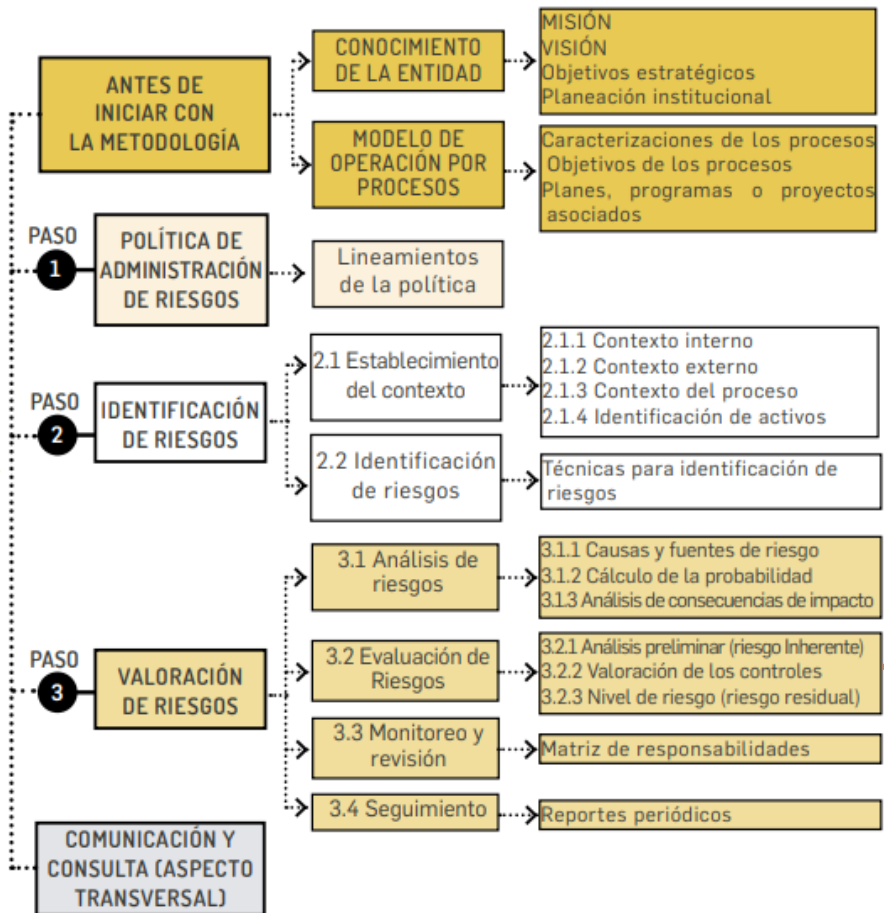 ANTES DE
INICIAR CON
LA METODOLOGÍA
CONOCIMIENTO
DE LA ENTIDAD
MISIÓN
VISIÓN
Objetivos estratégicos
Planeación institucional
MODELO DE
OPERACIÓN POR
PROCESOS
Caracterizaciones de los procesos
Objetivos de los procesos
Planes, programas o proyectos
asociados
PASO
1
POLÍTICA DE
ADMINISTRACIÓN
DE RIESGOS
Lineamientos
de la política
PASO
2
IDENTIFICACIÓN
DE RIESGOS
2.1 Establecimiento
del contexto
2.1.1 Contexto interno
2.1.2 Contexto externo
2.1.3 Contexto del proceso
2.1.4 Identificación de activos
2.2 Identificación
de riesgos
Técnicas para identificación de
riesgos
PASO
3
VALORACIÓN
DE RIESGOS
3.1 Análisis de
riesgos
3.1.1 Causas y fuentes de riesgo
3.1.2 Cálculo de la probabilidad
3.1.3 Análisis de consecuencias de impacto
3.2 Evaluación de
Riesgos
3.2.1 Análisis preliminar (riesgo Inherente)
3.2.2 Valoración de los controles
3.2.3 Nivel de riesgo (riesgo residual)
3.3 Monitoreo y
revisión
Matriz de responsabilidades
3.4 Seguimiento
Reportes periódicos
COMUNICACIÓN Y
CONSULTA (ASPECTO
TRANSVERSAL)